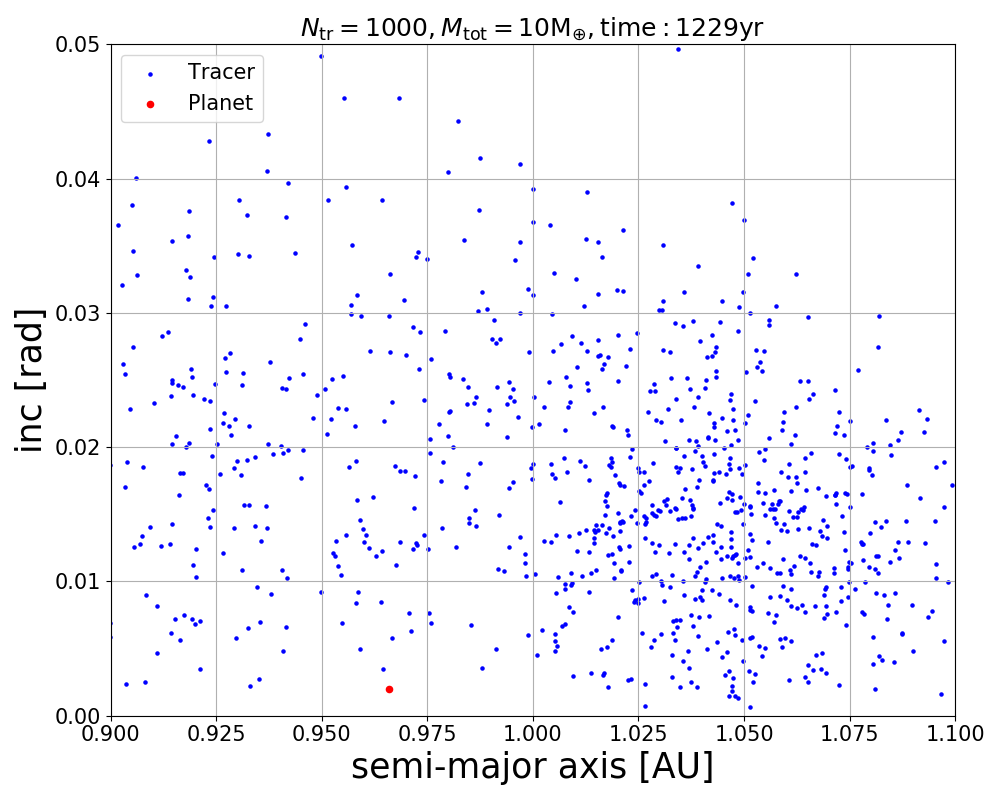 N_tr = 1000, M_tot = 10M_⊕, time : 1229yr
Tracer
Planet
inc [rad]
0.05
0.04
0.03
0.02
0.01
0.00
0.900 0.925 0.950 0.975 1.000 1.025 1.050 1.075 1.100
semi-major axis [AU]